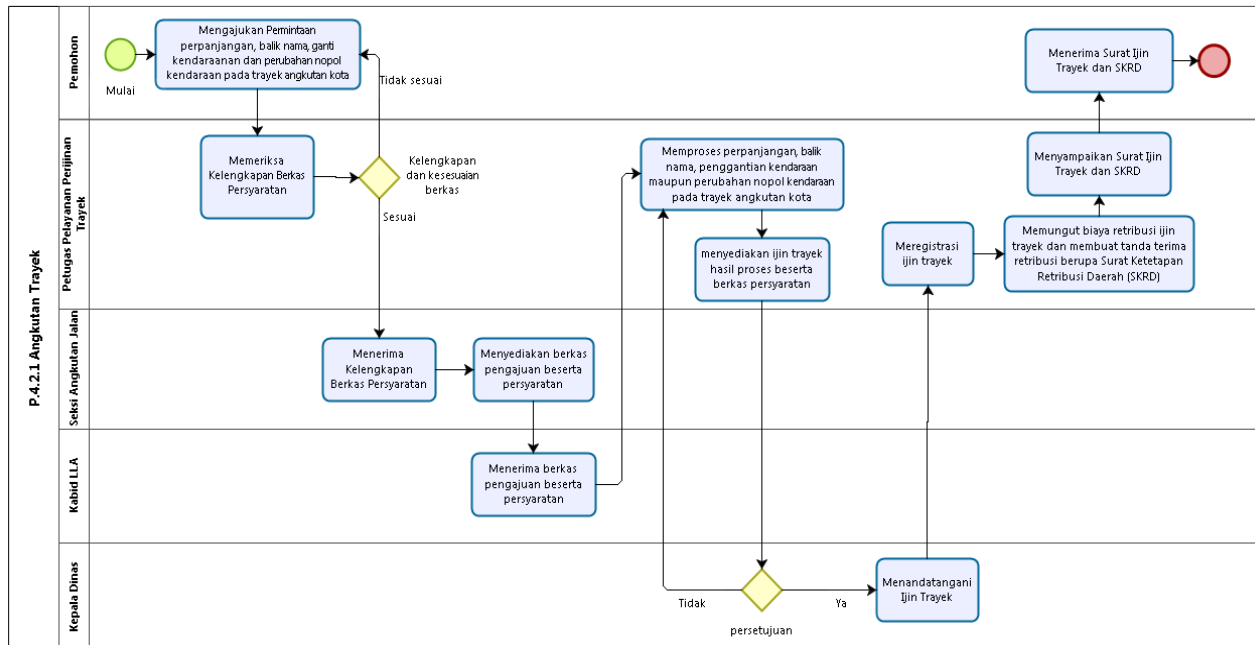 P.4.2.1 Angkutan Trayek
Pemohon
Mulai
Mengajukan Permintaan
perpanjangan, balik nama, ganti
kendaraanan dan perubahan nopol
kendaraan pada trayek angkutan kota
Tidak sesuai
Menerima Surat Ijin
Trayek dan SKRD
Petugas Pelayanan Perijinan
Trayek
Memeriksa
Kelengkapan Berkas
Persyaratan
Kelengkapan
dan kesesuaian
berkas
Sesuai
Memproses perpanjangan, balik
nama, penggantian kendaraan
maupun perubahan nopol kendaraan
pada trayek angkutan kota
menyediakan ijin trayek
hasil proses beserta
berkas persyaratan
Meregistrasi
ijin trayek
Memungut biaya retribusi ijin
trayek dan membuat tanda terima
retribusi berupa Surat Ketetapan
Retribusi Daerah (SKRD)
Menyampaikan Surat Ijin
Trayek dan SKRD
Seksi Angkutan Jalan
Menerima
Kelengkapan
Berkas Persyaratan
Menyediakan berkas
pengajuan beserta
persyaratan
Kabid LLA
Menerima berkas
pengajuan beserta
persyaratan
Kepala Dinas
Tidak
persetujuan
Ya
Menandatangani
Ijin Trayek